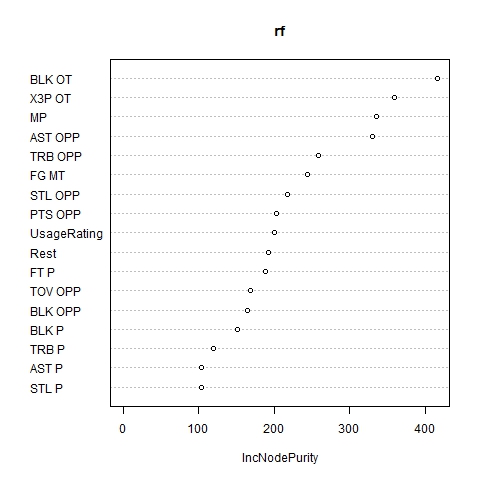 rf
BLK OT
X3P OT
MP
AST OPP
TRB OPP
FG MT
STL OPP
PTS OPP
UsageRating
Rest
FT P
TOV OPP
BLK OPP
BLK P
TRB P
AST P
STL P
0 100 200 300 400
IncNodePurity